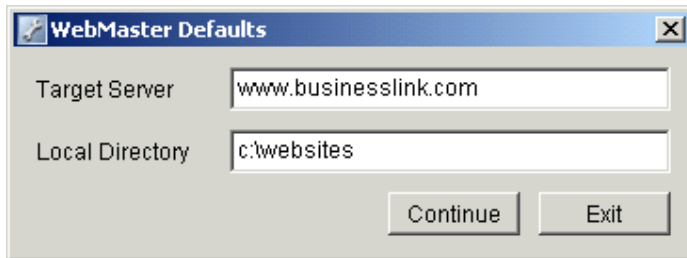 WebMaster Defaults
Target Server www.businesslink.com
Local Directory c:\websites
Continue Exit